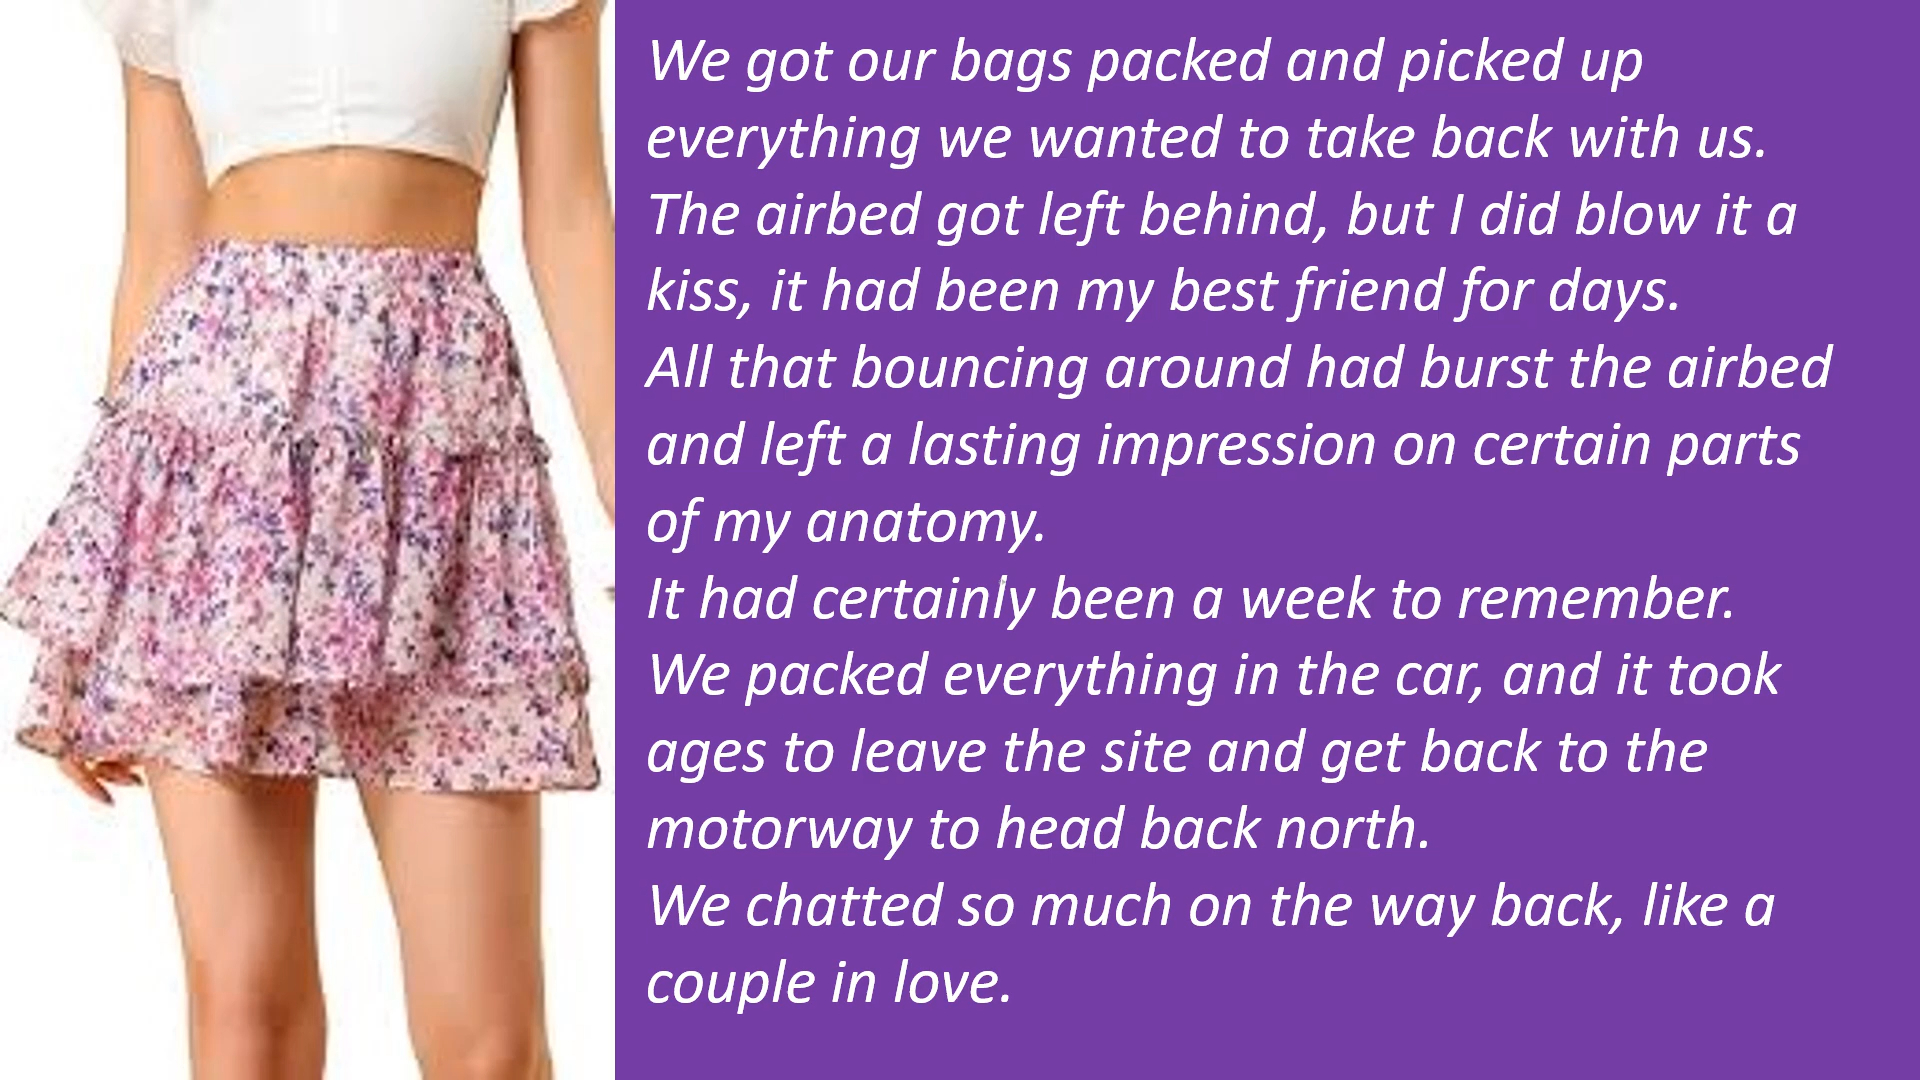 We got our bags packed and picked up
everything we wanted to take back with us.
The airbed got left behind, but I did blow it a
kiss, it had been my best friend for days.
All that bouncing around had burst the airbed
and left a lasting impression on certain parts
of my anatomy.
It had certainly been a week to remember.
We packed everything in the car, and it took
ages to leave the site and get back to the
motorway to head back north.
We chatted so much on the way back, like a
couple in love.